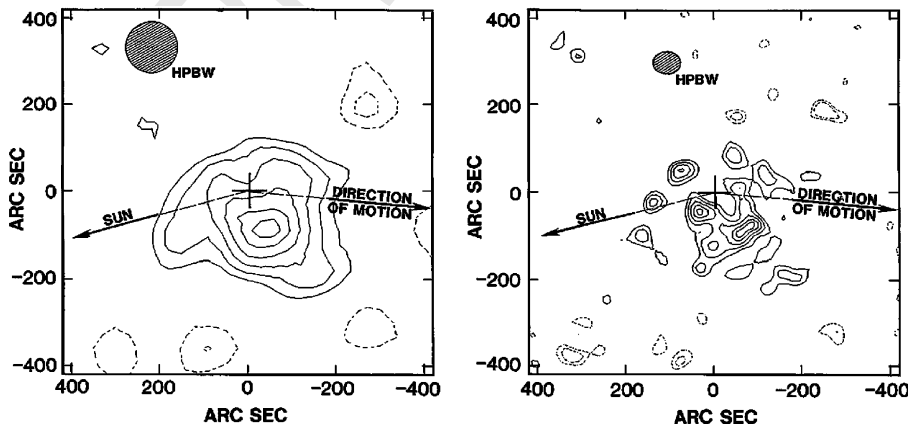 400
200
0
-200
-400
ARC SEC
HPBW
SUN
DIRECTION
OF MOTION
400 200 0 -200 -400
ARC SEC
400
200
0
-200
-400
ARC SEC
HPBW
6
SUN
DIRECTION
OF MOTION
400 200 0 -200 -400
ARC SEC